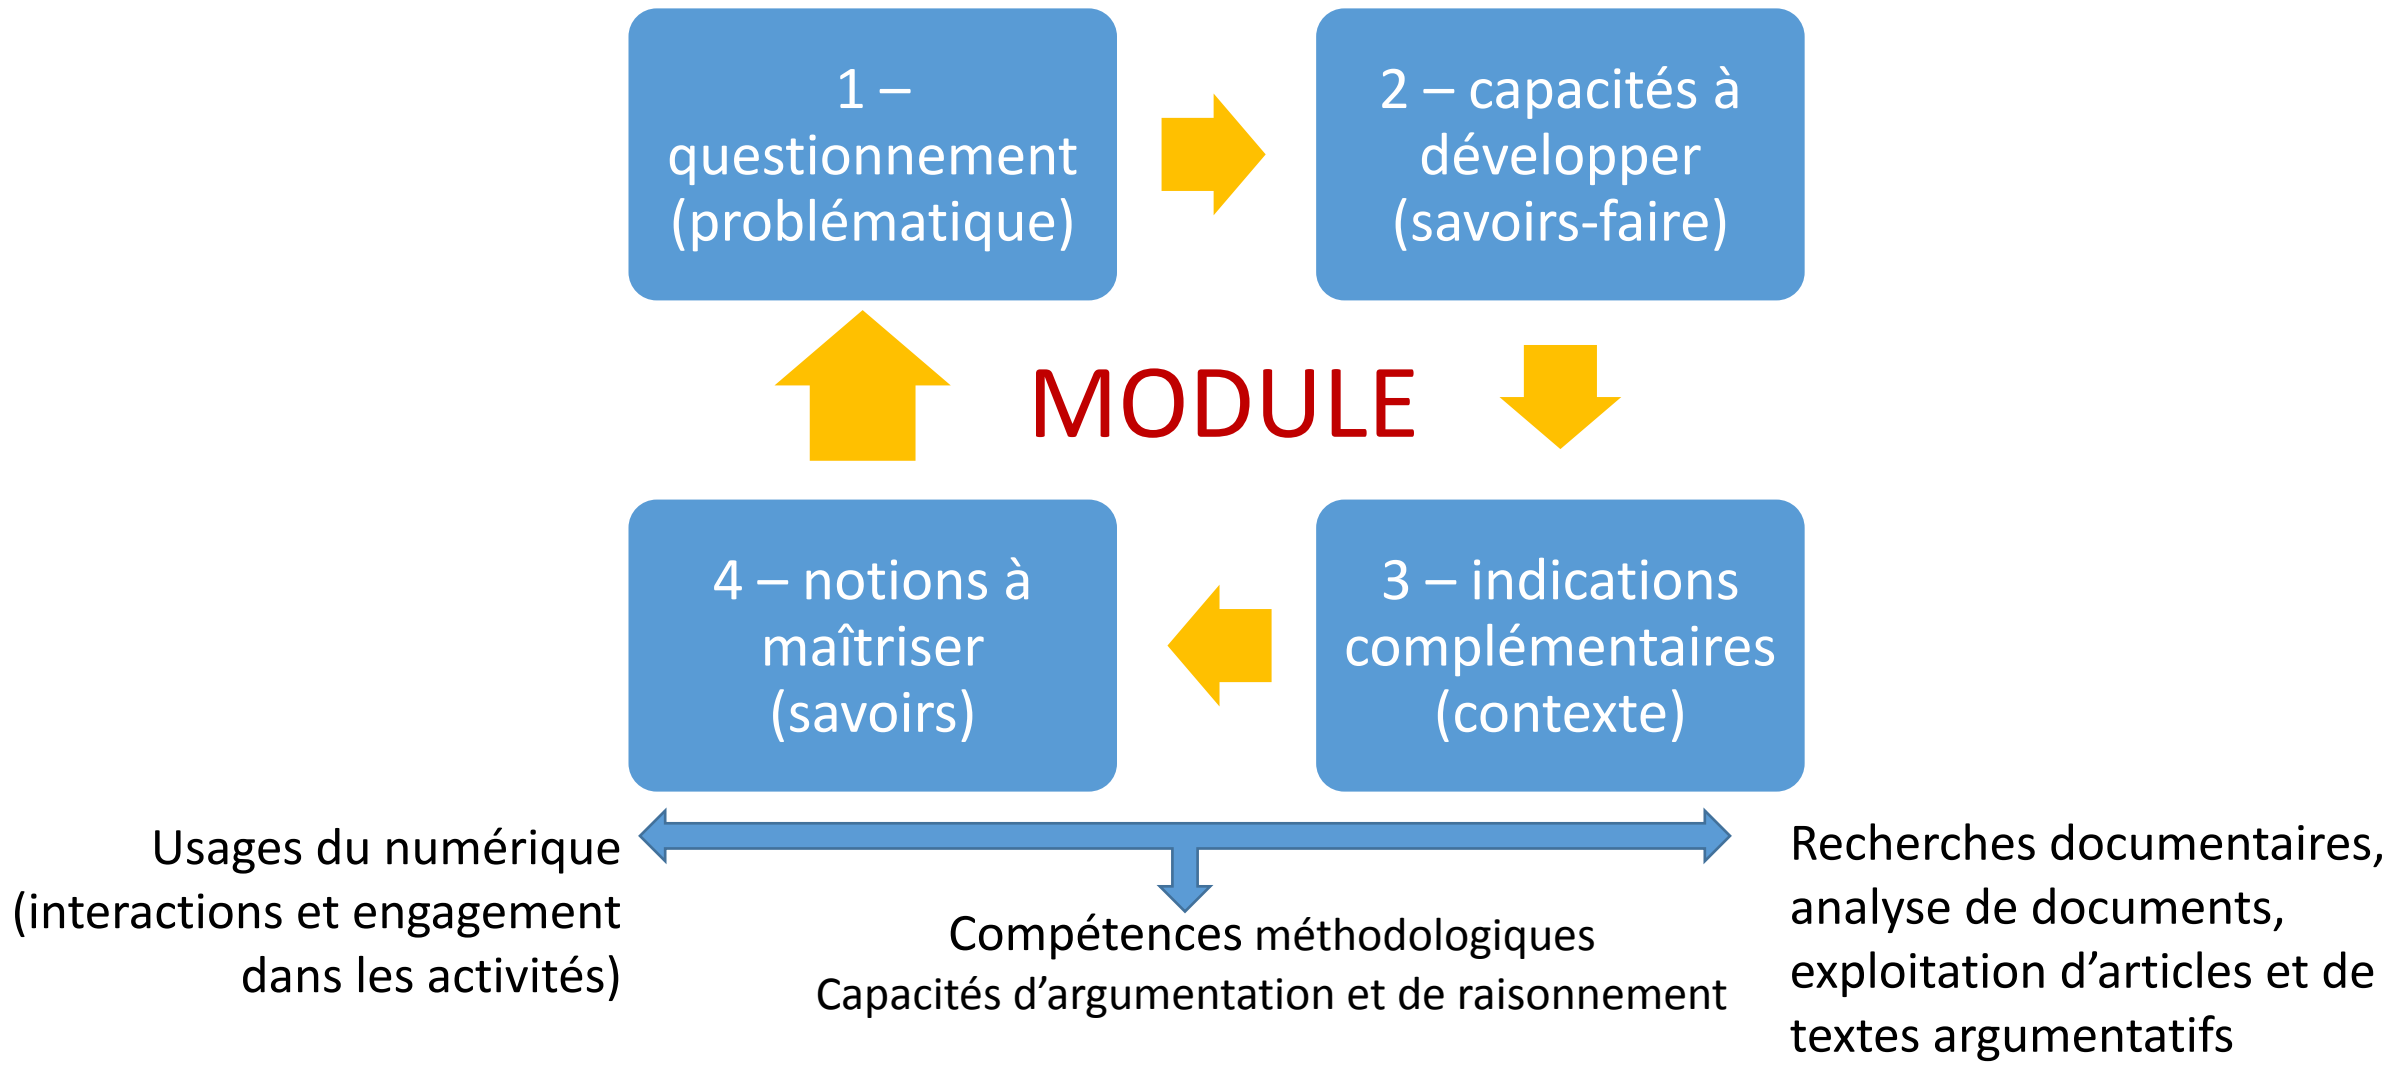 1 –
questionnement
(problématique)
2 – capacités à
développer
(savoirs-faire)
MODULE
4 – notions à
maîtriser
(savoirs)
3 – indications
complémentaires
(contexte)
Usages du numérique
(interactions et engagement
dans les activités)
Compétences méthodologiques
Capacités d’argumentation et de raisonnement
Recherches documentaires,
analyse de documents,
exploitation d’articles et de
textes argumentatifs